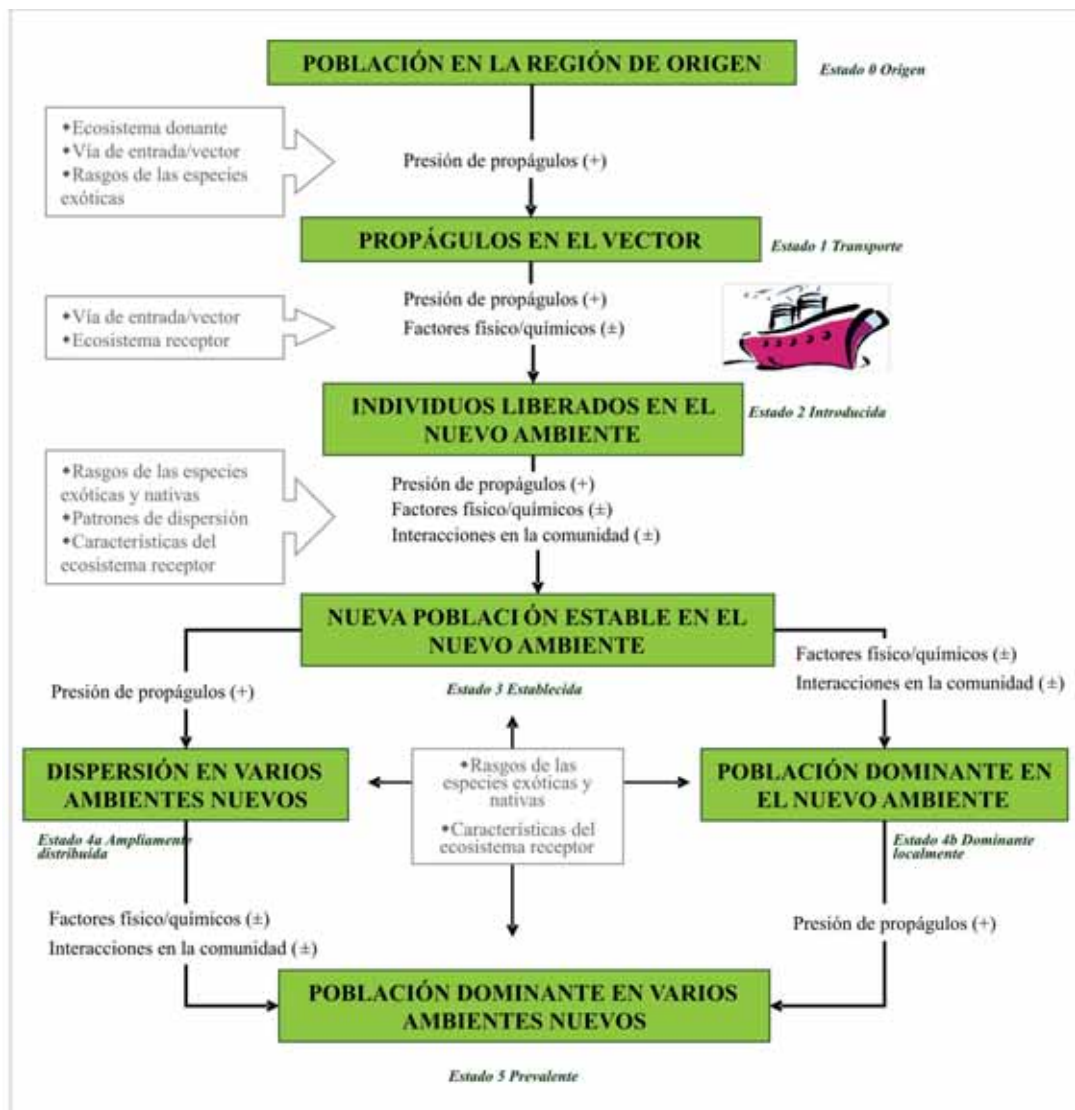 POBLACIÓN EN LA REGIÓN DE ORIGEN
Estado 0 Origen
◆Ecosistema donante
◆Vía de entrada/vector
◆Rasgos de las especies
exóticas
Presión de propágulos (+)
PROPÁGULOS EN EL VECTOR
Estado 1 Transporte
◆Vía de entrada/vector
◆Ecosistema receptor
Presión de propágulos (+)
Factores físico/químicos (±)
INDIVIDUOS LIBERADOS EN EL
NUEVO AMBIENTE
Estado 2 Introducida
◆Rasgos de las especies
exóticas y nativas
◆Patrones de dispersión
◆Características del
ecosistema receptor
Presión de propágulos (+)
Factores físico/químicos (±)
Interacciones en la comunidad (±)
NUEVA POBLACIÓN ESTABLE EN EL
NUEVO AMBIENTE
Estado 3 Establecida
Presión de propágulos (+)
Factores físico/químicos (±)
Interacciones en la comunidad (±)
DISPERSIÓN EN VARIOS
AMBIENTES NUEVOS
Estado 4a Ampliamente
distribuída
◆Rasgos de las
especies exóticas y
nativas
◆Características del
ecosistema receptor
POBLACIÓN DOMINANTE EN
EL NUEVO AMBIENTE
Estado 4b Dominante
localmente
Factores físico/químicos (±)
Interacciones en la comunidad (±)
Presión de propágulos (+)
POBLACIÓN DOMINANTE EN VARIOS
AMBIENTES NUEVOS
Estado 5 Prevalente